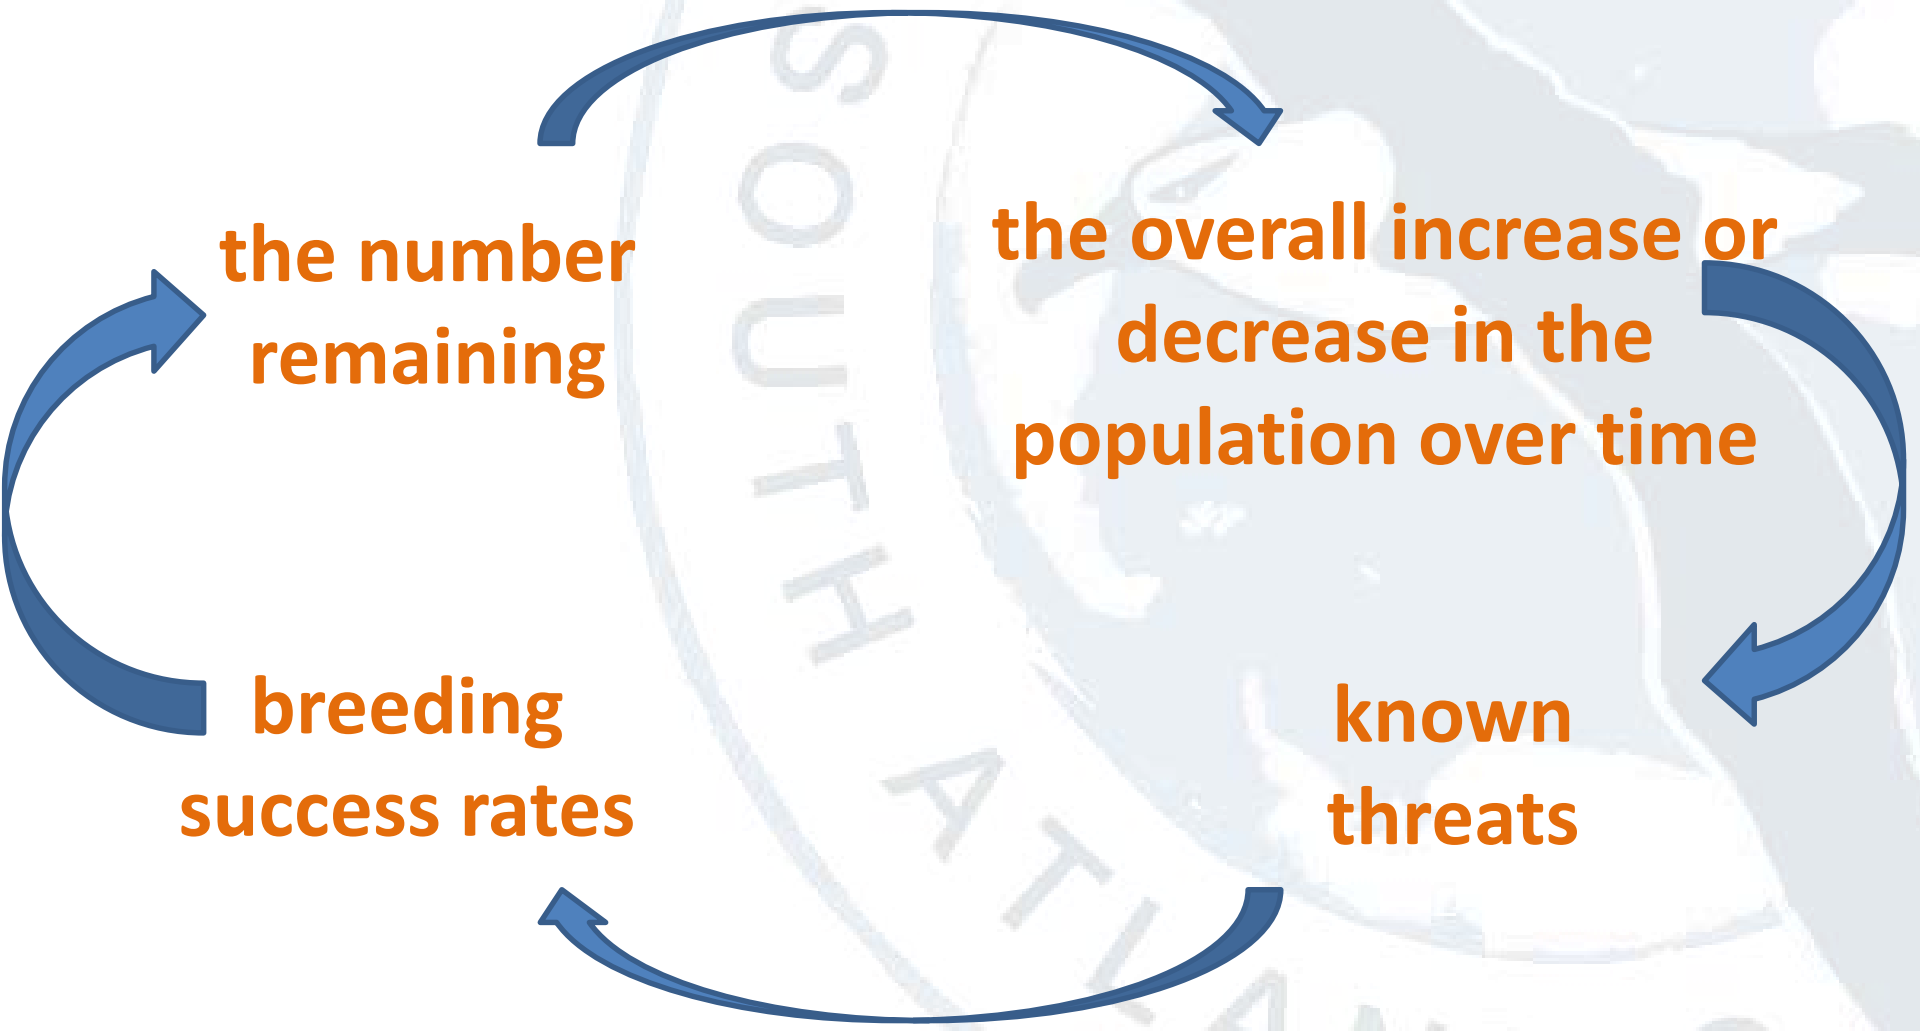 the number
remaining
the overall increase or
decrease in the
population over time
breeding
success rates
known
threats
SOUTH ATLAN